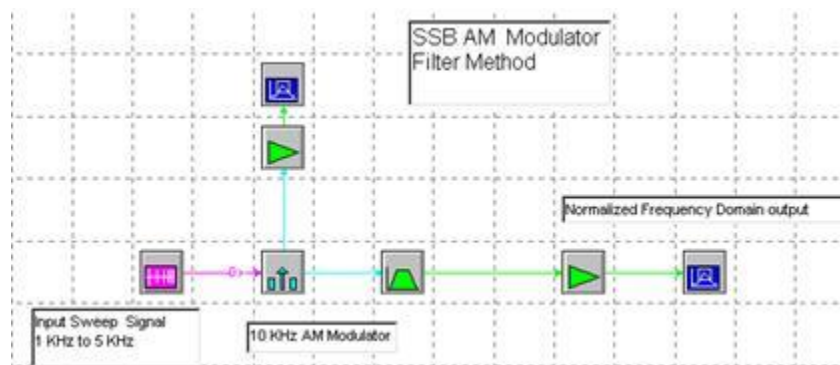 SSB AM Modulator
Filter Method
Normalized Frequency Domain output
Input Sweep Signal
1 KHz to 5 KHz
10 KHz AM Modulator